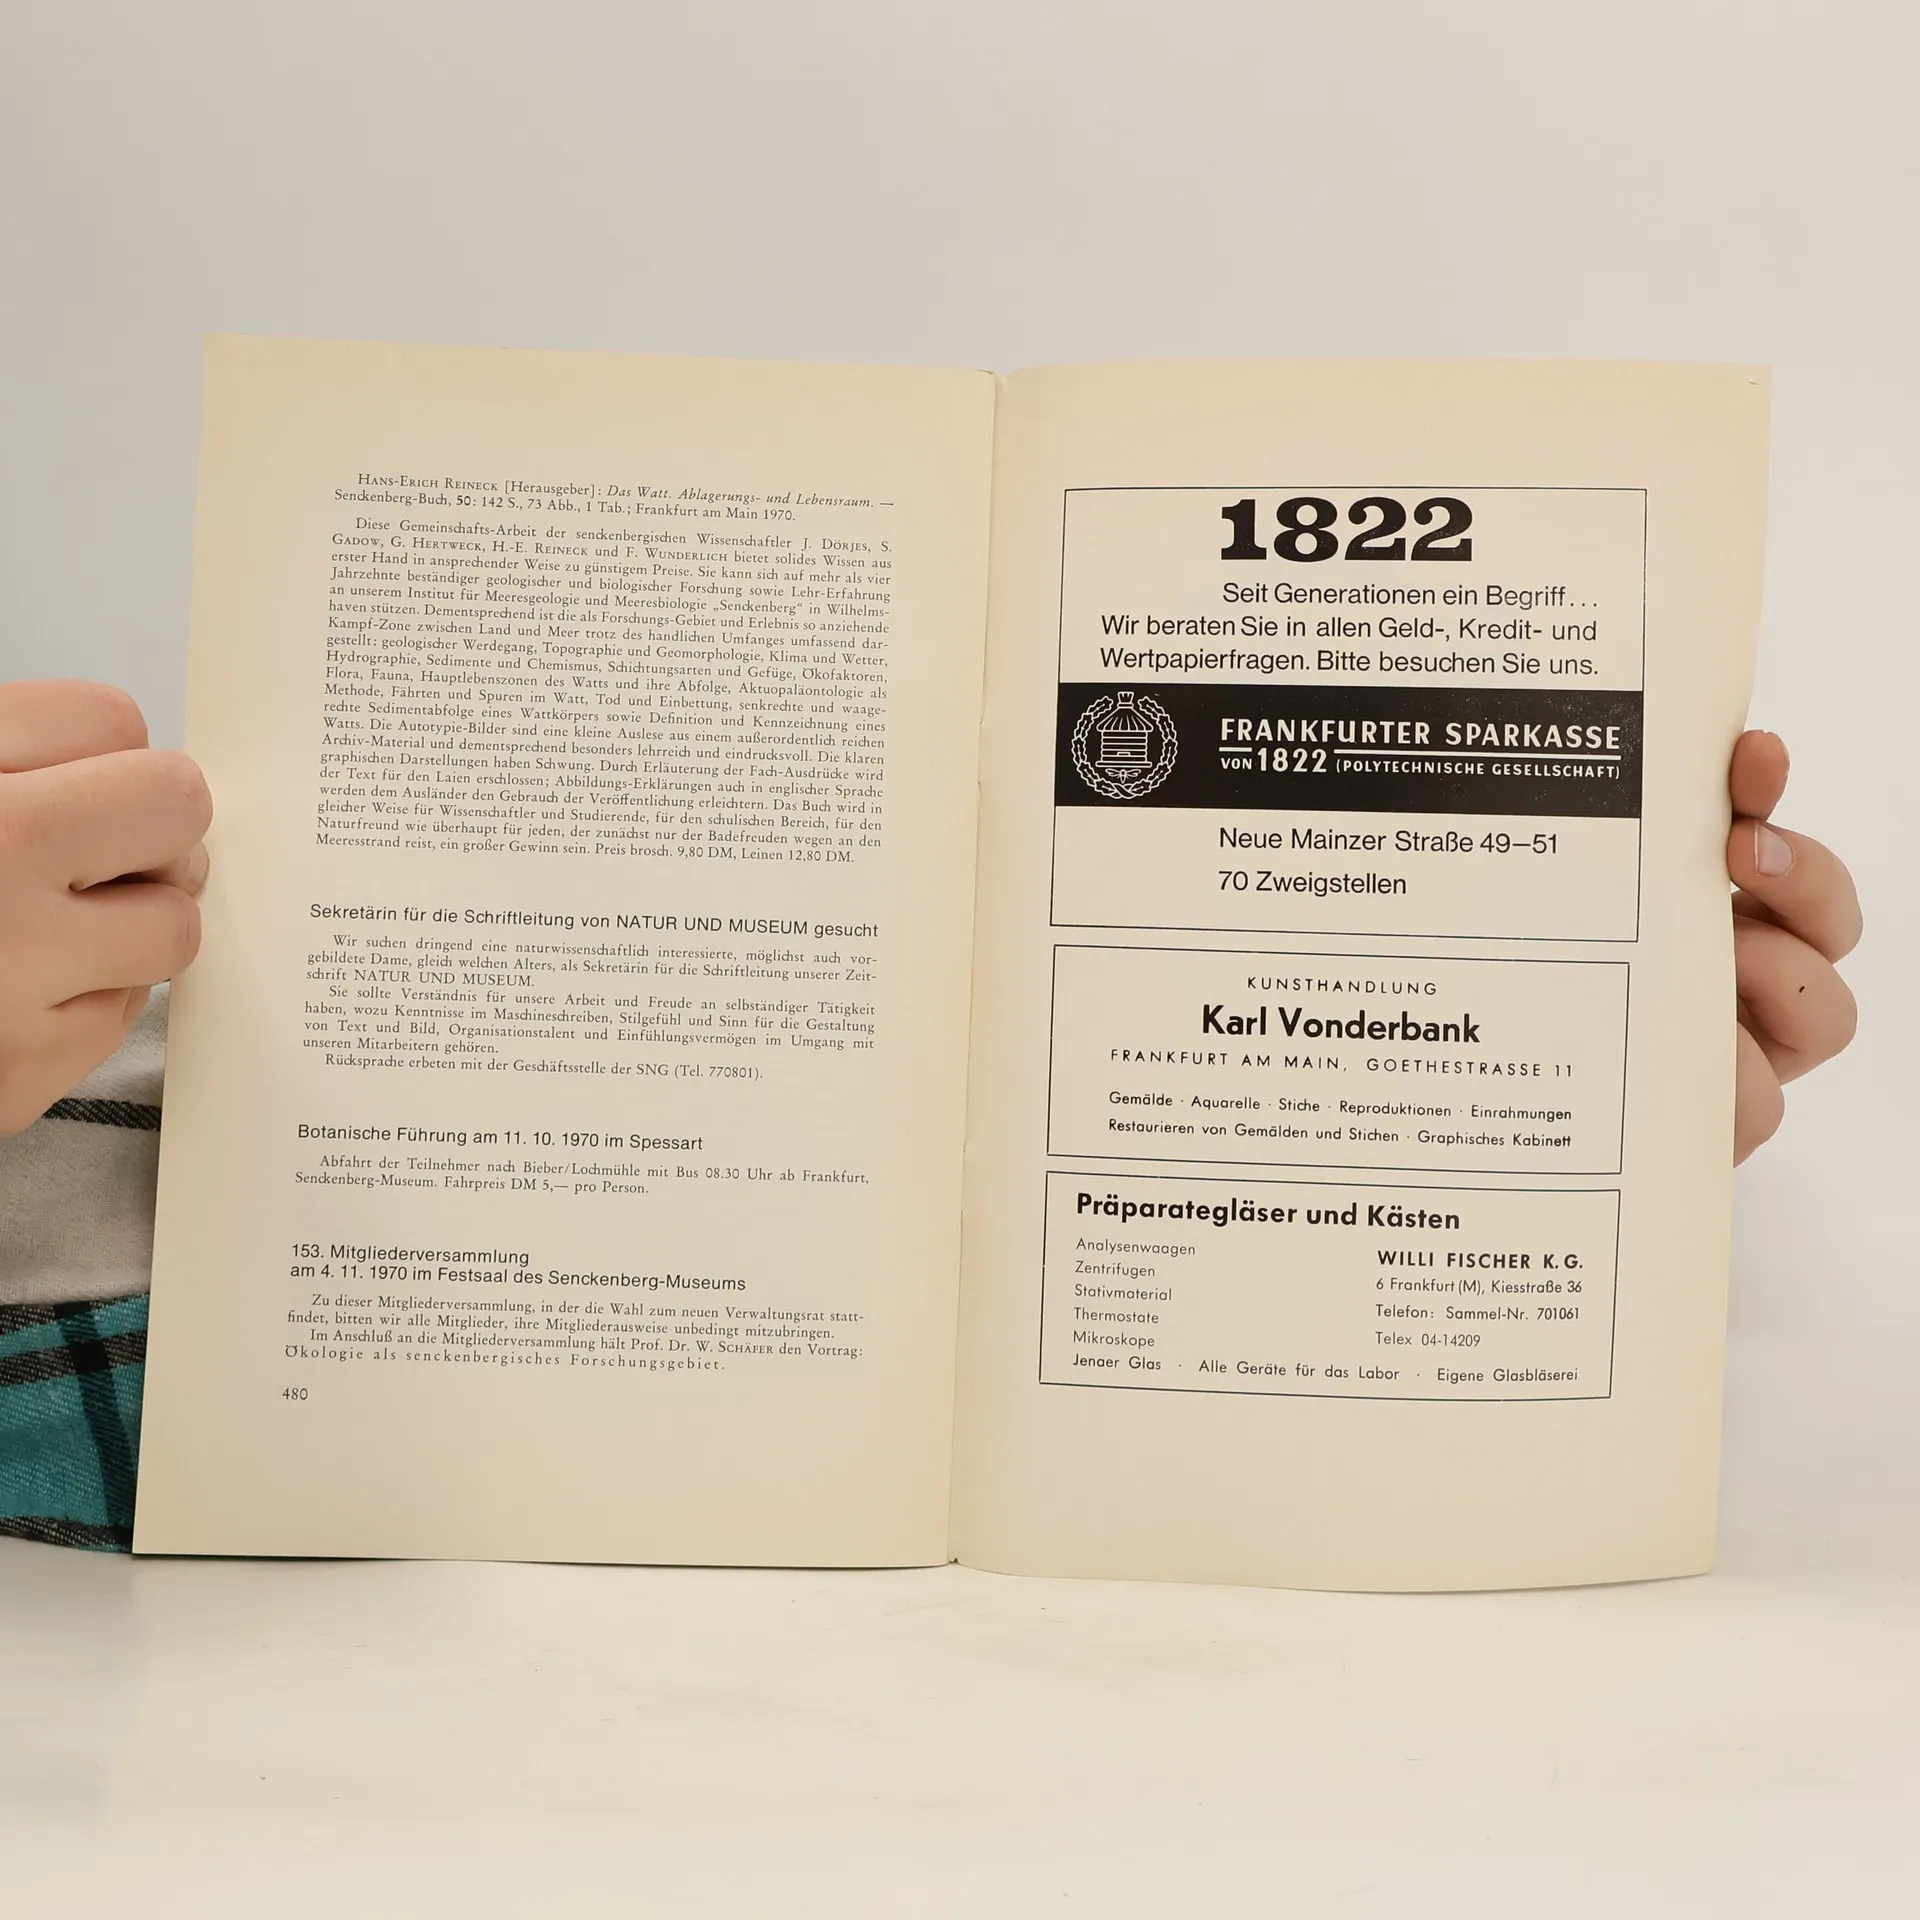 HANS-ERICH REINECK [Herausgeber]: Das Watt. Ablagerungs- und Lebensraum. —
Senckenberg-Buch, 50: 142 S., 73 Abb., 1 Tab.; Frankfurt am Main 1970.
Diese Gemeinschafts-Arbeit der senckenbergischen Wissenschaftler J. DÖRJES, S.
GADOW, G. HERTWECK, H.-E. REINECK und F. WUNDERLICH bietet solides Wissen aus
erster Hand in ansprechender Weise zu günstigem Preise. Sie kann sich auf mehr als vier
Jahrzehnte beständiger geologischer und biologischer Forschung sowie Lehr-Erfahrung
an unserem Institut für Meeresgeologie und Meeresbiologie „Senckenberg“ in Wilhelms-
haven stützen. Dementsprechend ist die als Forschungs-Gebiet und Erlebnis so anziehende
Kampf-Zone zwischen Land und Meer trotz des handlichen Umfanges umfassend dar-
gestellt: geologischer Werdegang, Topographie und Geomorphologie, Klima und Wetter,
Hydrographie, Sedimente und Chemismus, Schichtungsarten und Gefüge, Ökofaktoren,
Flora, Fauna, Hauptlebenszonen des Watts und ihre Abfolge, Aktuopaläontologie als
Methode, Fährten und Spuren im Watt, Tod und Einbettung, senkrechte und waage-
rechte Sedimentabfolge eines Wattkörpers sowie Definition und Kennzeichnung eines
Watts. Die Autotypie-Bilder sind eine kleine Auslese aus einem außerordentlich reichen
Archiv-Material und dementsprechend besonders lehrreich und eindrucksvoll. Die klaren
graphischen Darstellungen haben Schwung. Durch Erläuterung der Fach-Ausdrücke wird
der Text für den Laien erschlossen; Abbildungs-Erklärungen auch in englischer Sprache
werden dem Ausländer den Gebrauch der Veröffentlichung erleichtern. Das Buch wird in
gleicher Weise für Wissenschaftler und Studierende, für den schulischen Bereich, für den
Naturfreund wie überhaupt für jeden, der zunächst nur der Badefreuden wegen an den
Meeresstrand reist, ein großer Gewinn sein. Preis brosch. 9,80 DM, Leinen 12,80 DM.
Sekretärin für die Schriftleitung von NATUR UND MUSEUM gesucht
Wir suchen dringend eine naturwissenschaftlich interessierte, möglichst auch vor-
gebildete Dame, gleich welchen Alters, als Sekretärin für die Schriftleitung unserer Zeit-
schrift NATUR UND MUSEUM.
Sie sollte Verständnis für unsere Arbeit und Freude an selbständiger Tätigkeit
haben, wozu Kenntnisse im Maschineschreiben, Stilgefühl und Sinn für die Gestaltung
von Text und Bild, Organisationstalent und Einfühlungsvermögen im Umgang mit
unseren Mitarbeitern gehören.
Rücksprache erbeten mit der Geschäftsstelle der SNG (Tel. 770801).
Botanische Führung am 11. 10. 1970 im Spessart
Abfahrt der Teilnehmer nach Bieber/Lochmühle mit Bus 08.30 Uhr ab Frankfurt,
Senckenberg-Museum. Fahrpreis DM 5,— pro Person.
153. Mitgliederversammlung
am 4. 11. 1970 im Festsaal des Senckenberg-Museums
Zu dieser Mitgliederversammlung, in der die Wahl zum neuen Verwaltungsrat statt-
findet, bitten wir alle Mitglieder, ihre Mitgliederausweise unbedingt mitzubringen.
Im Anschluß an die Mitgliederversammlung hält Prof. Dr. W. SCHÄFER den Vortrag:
Ökologie als senckenbergisches Forschungsgebiet.
480
1822
Seit Generationen ein Begriff...
Wir beraten Sie in allen Geld-, Kredit- und
Wertpapierfragen. Bitte besuchen Sie uns.
FRANKFURTER SPARKASSE
VON 1822 (POLYTECHNISCHE GESELLSCHAFT)
Neue Mainzer Straße 49–51
70 Zweigstellen
KUNSTHANDLUNG
Karl Vonderbank
FRANKFURT AM MAIN, GOETHESTRASSE 11
Gemälde · Aquarelle · Stiche · Reproduktionen · Einrahmungen
Restaurieren von Gemälden und Stichen · Graphisches Kabinett
Präparategläser und Kästen
Analysenwaagen
Zentrifugen
Stativmaterial
Thermostate
Mikroskope
WILLI FISCHER K.G.
6 Frankfurt (M), Kiesstraße 36
Telefon: Sammel-Nr. 701061
Telex 04-14209
Jenaer Glas · Alle Geräte für das Labor · Eigene Glasbläserei